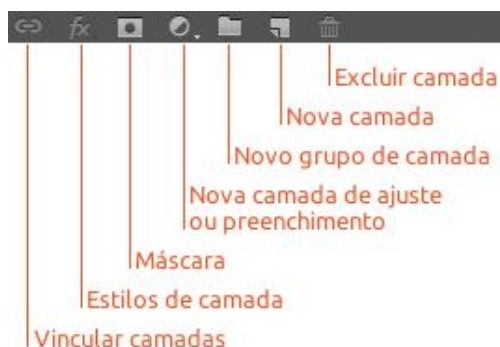 fx
Excluir camada
Nova camada
Novo grupo de camada
Nova camada de ajuste
ou preenchimento
Máscara
Estilos de camada
Vincular camadas